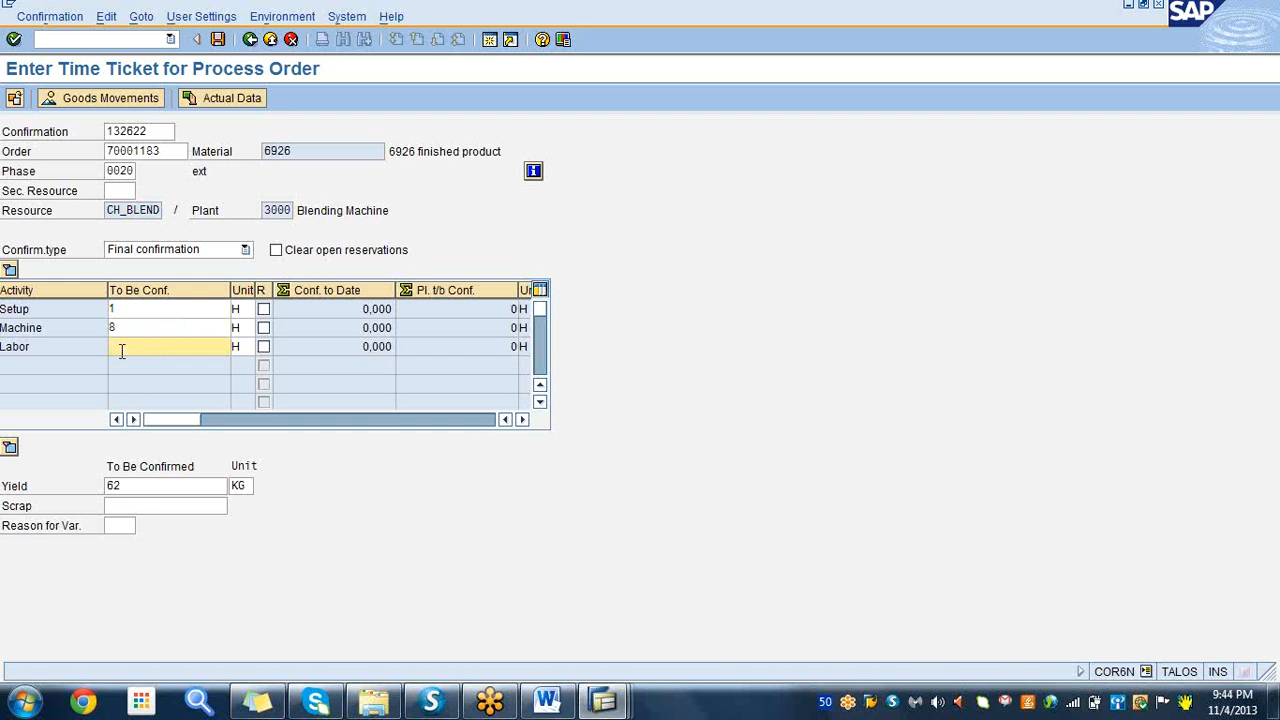 Confirmation Edit Goto User Settings Environment System Help
SAP
Enter Time Ticket for Process Order
Goods Movements Actual Data
Confirmation 132622
Order 70001183 Material 6926 6926 finished product
Phase 0020 ext
Sec. Resource
Resource CH_BLEND / Plant 3000 Blending Machine
Confirm.type Final confirmation Clear open reservations
Activity To Be Conf. Unit R Conf. to Date Pl. t/b Conf. Ur
Setup 1 H 0,000 0 H
Machine 8 H 0,000 0 H
Labor H 0,000 0 H
To Be Confirmed Unit
Yield 62 KG
Scrap
Reason for Var.
COR6N TALOS INS
50 9:44 PM
11/4/2013